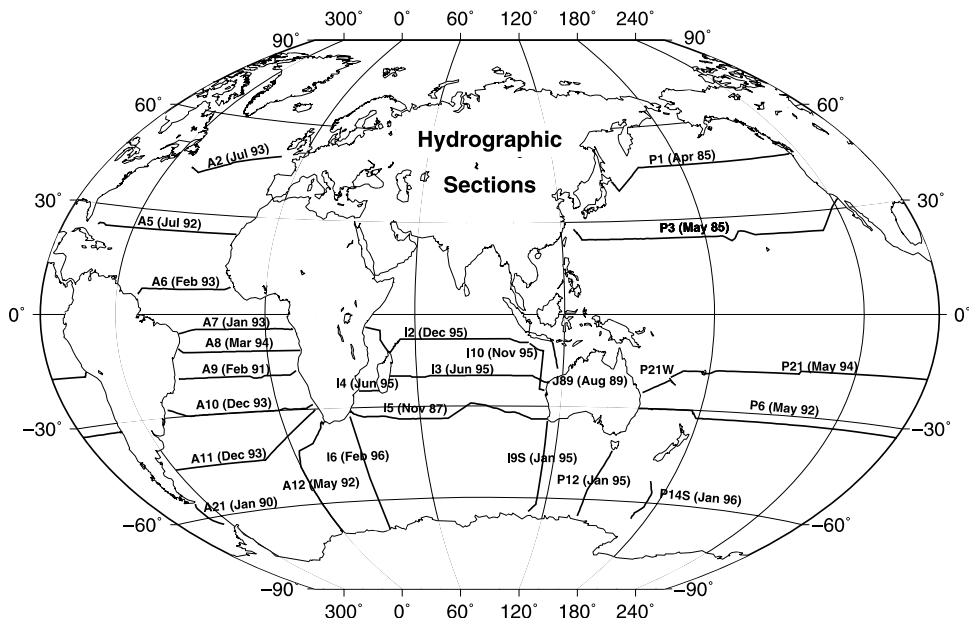 300° 0° 60° 120° 180° 240°
90° 90°
60° 60°
Hydrographic
Sections
A2 (Jul 93)
P1 (Apr 85)
30° 30°
A5 (Jul 92)
P3 (May 85)
A6 (Feb 93)
0° 0°
A7 (Jan 93)
I2 (Dec 95)
A8 (Mar 94)
I10 (Nov 95)
A9 (Feb 91)
I3 (Jun 95)
P21W
P21 (May 94)
I4 (Jun 95)
J89 (Aug 89)
A10 (Dec 93)
I5 (Nov 87)
P6 (May 92)
−30° −30°
A11 (Dec 93)
I6 (Feb 96)
I9S (Jan 95)
A12 (May 92)
P12 (Jan 95)
P14S (Jan 96)
A21 (Jan 90)
−60° −60°
−90° −90°
300° 0° 60° 120° 180° 240°